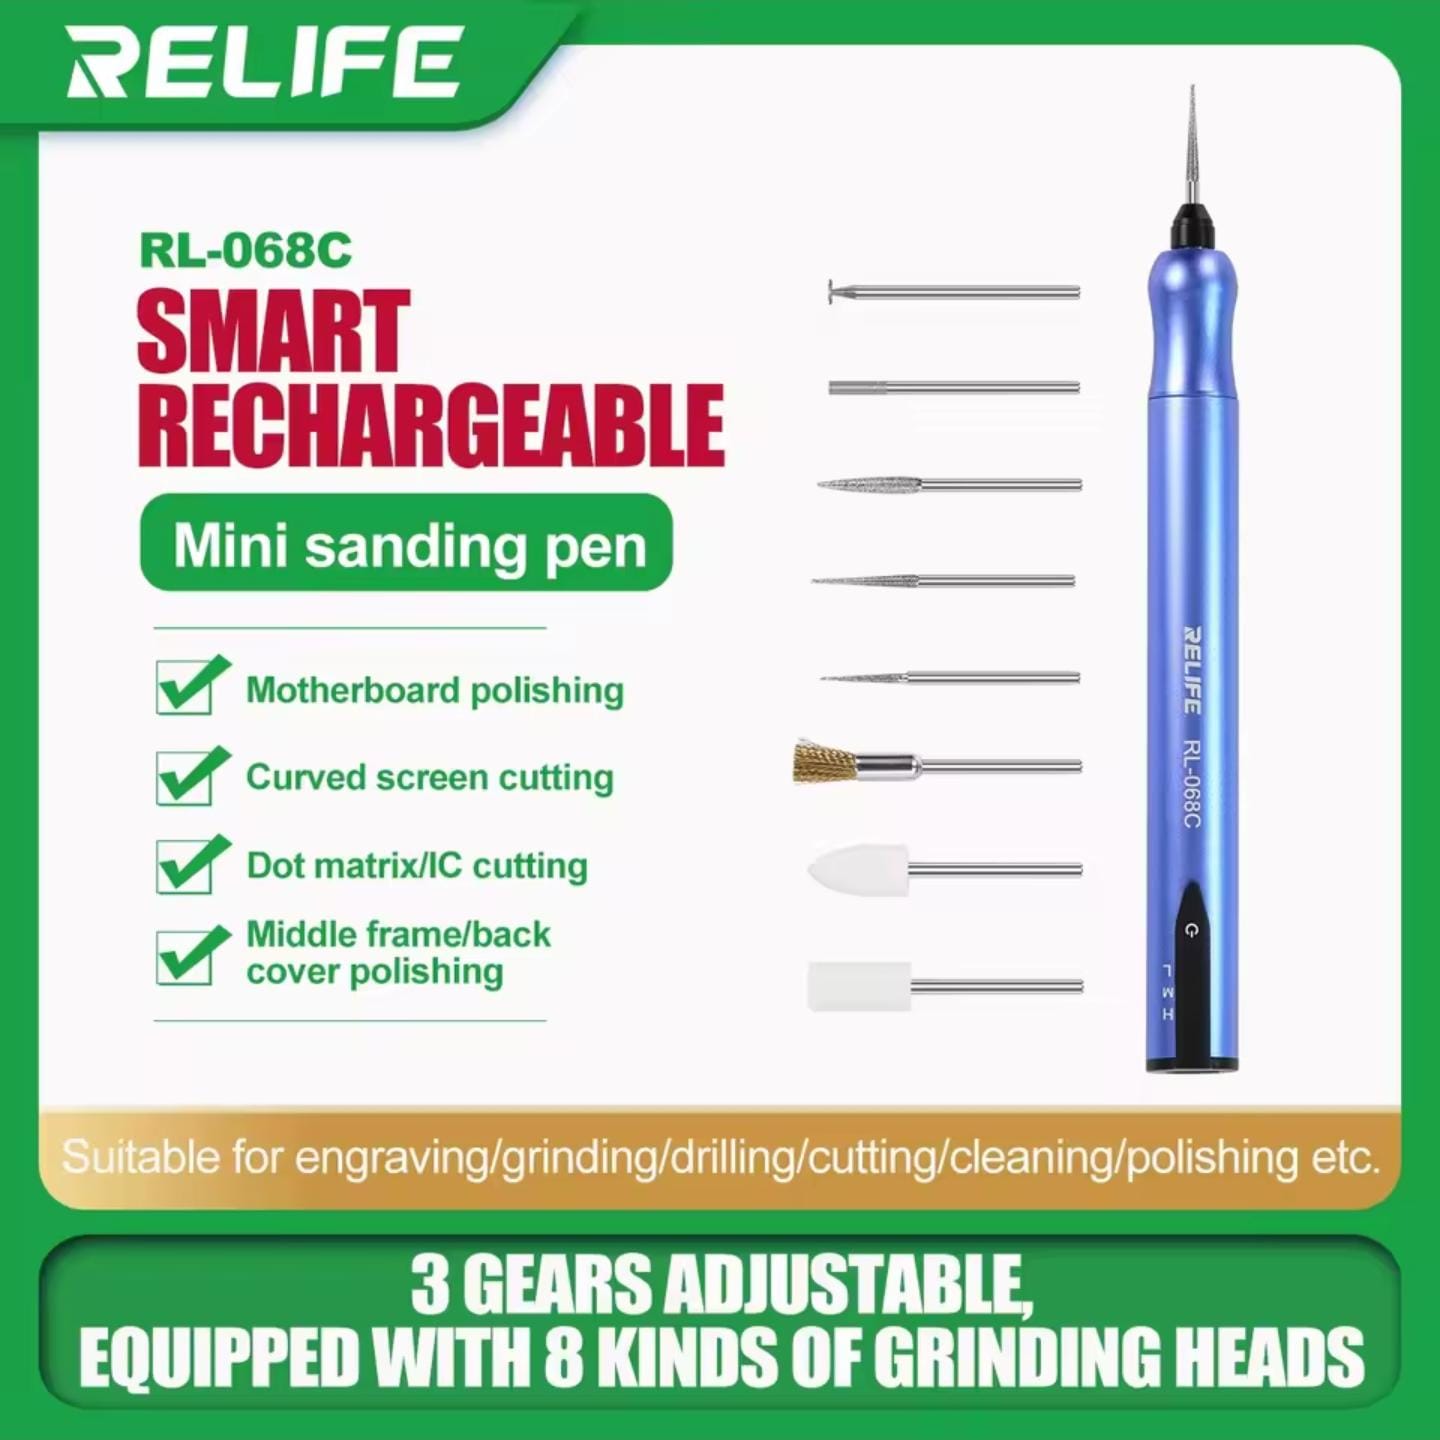 RELIFE
RL-068C
SMART
RECHARGEABLE
Mini sanding pen
Motherboard polishing
Curved screen cutting
Dot matrix/IC cutting
Middle frame/back
cover polishing
RELIFE RL-068C
L
M
H
Suitable for engraving/grinding/drilling/cutting/cleaning/polishing etc.
3 GEARS ADJUSTABLE,
EQUIPPED WITH 8 KINDS OF GRINDING HEADS